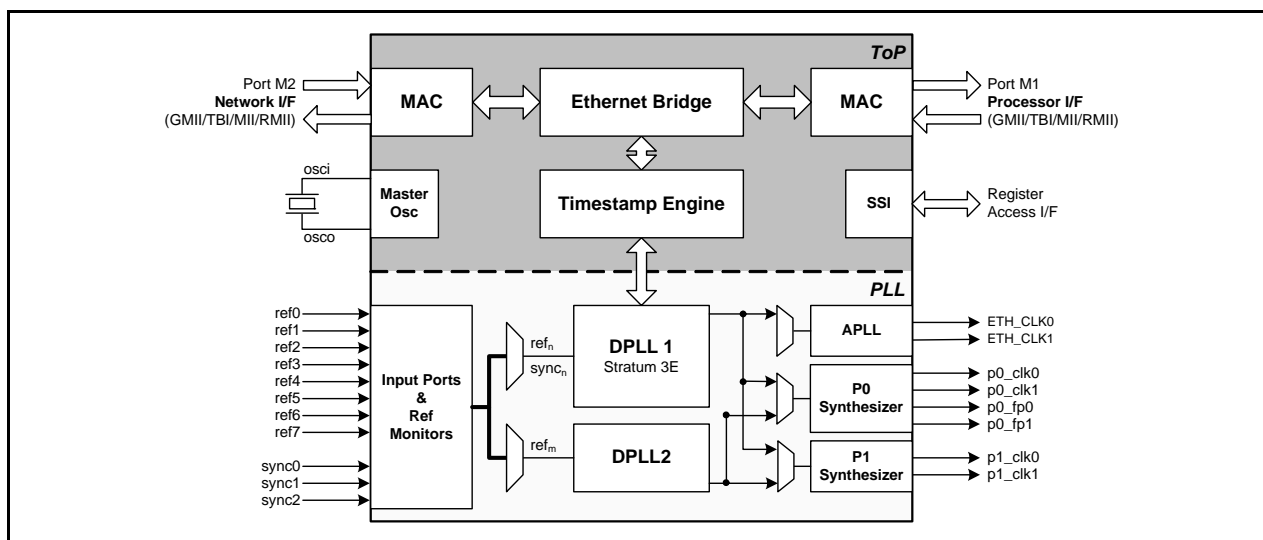 ToP
Port M2
Network I/F
(GMII/TBI/MII/RMII)
MAC
Ethernet Bridge
MAC
Port M1
Processor I/F
(GMII/TBI/MII/RMII)
osci
osco
Master
Osc
Timestamp Engine
SSI
Register
Access I/F
PLL
ref0
ref1
ref2
ref3
ref4
ref5
ref6
ref7
sync0
sync1
sync2
Input Ports
&
Ref
Monitors
refn
syncn
refm
DPLL 1
Stratum 3E
DPLL2
APLL
P0
Synthesizer
P1
Synthesizer
ETH_CLK0
ETH_CLK1
p0_clk0
p0_clk1
p0_fp0
p0_fp1
p1_clk0
p1_clk1